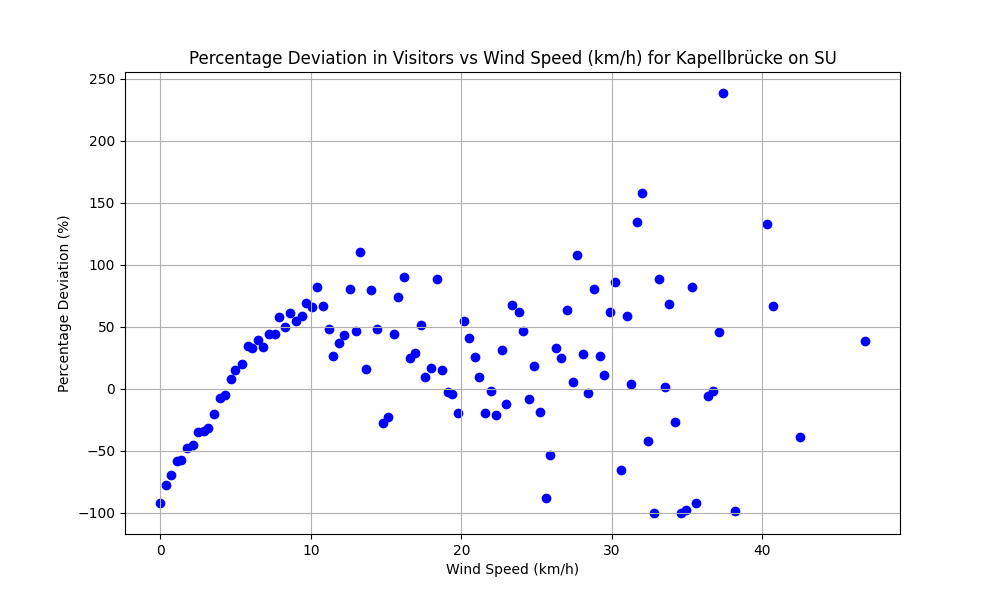 Percentage Deviation in Visitors vs Wind Speed (km/h) for Kapellbrücke on SU
250
200
150
100
50
0
−50
−100
Percentage Deviation (%)
0 10 20 30 40
Wind Speed (km/h)